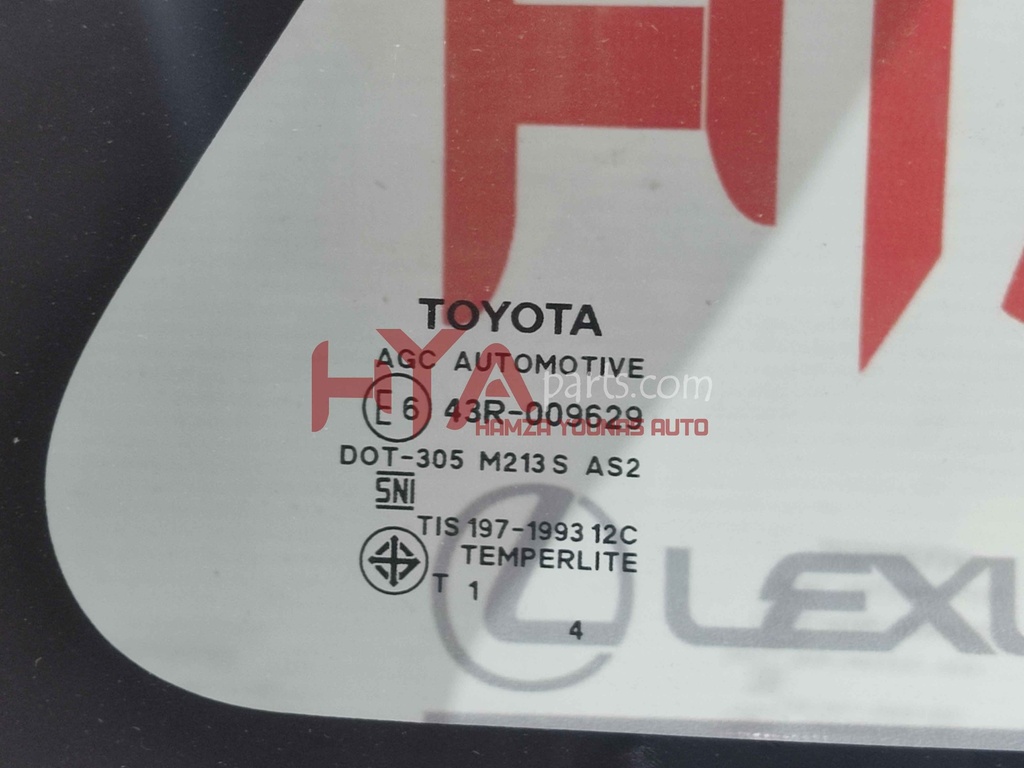 TOYOTA
AGC AUTOMOTIVE
HYAparts.com
E6 43R-009629
HAMZA YOUNAS AUTO
DOT-305 M213S AS2
SNI
TIS 197-1993 12C
TEMPERLITE
T 1
4
LEXU